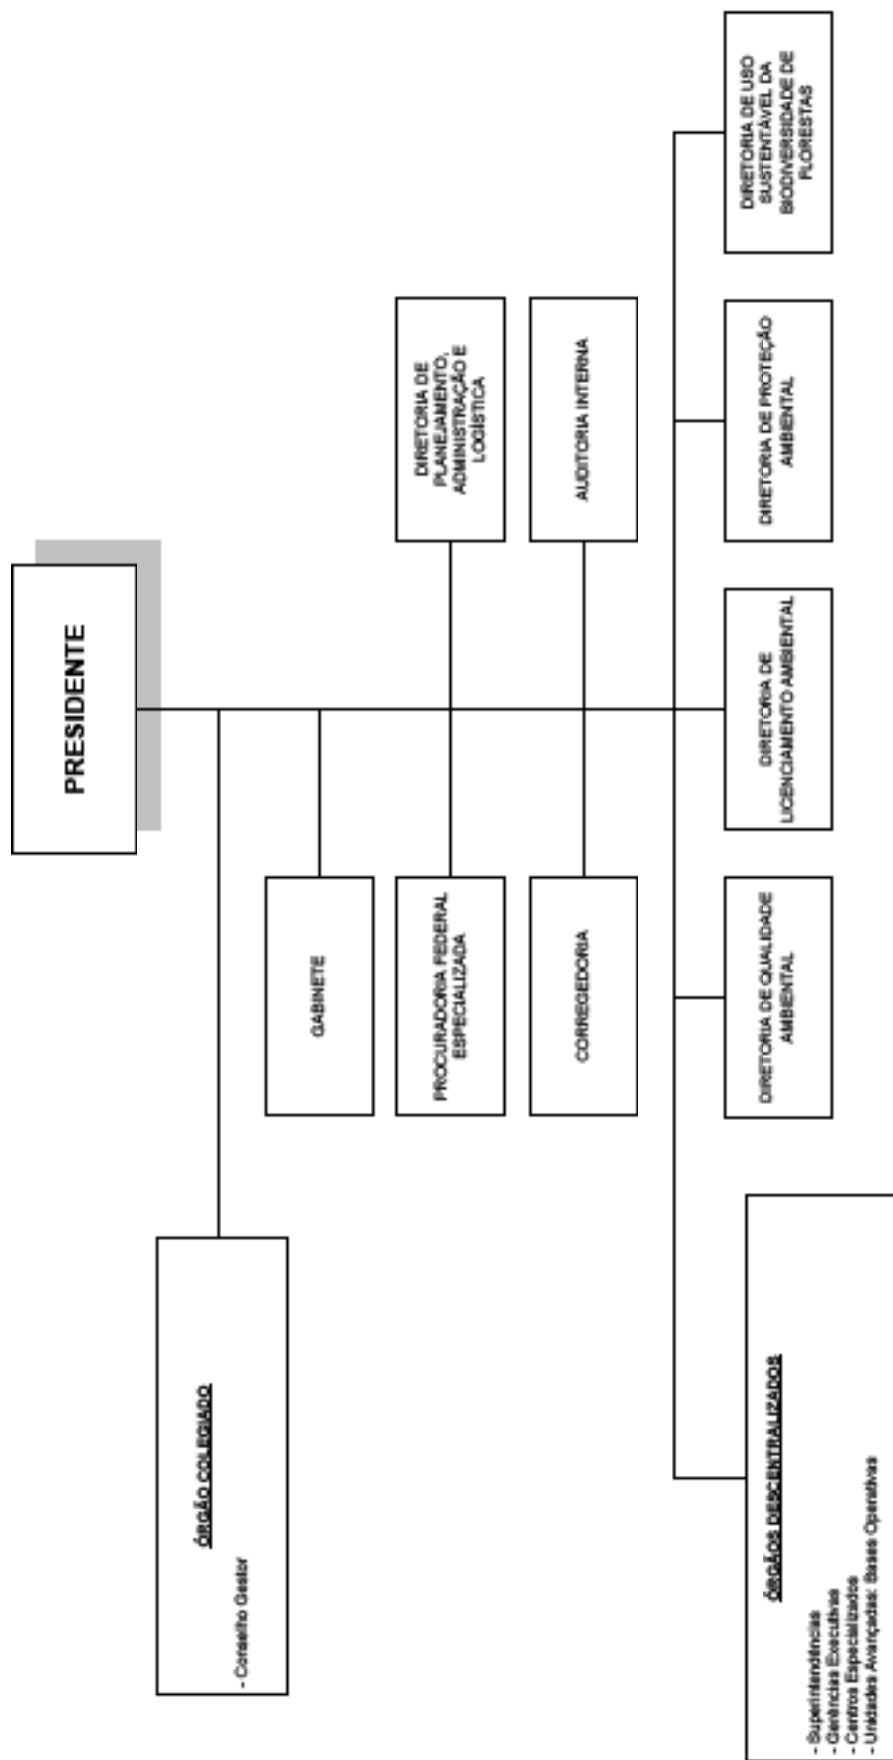 PRESIDENTE
ÓRGÃO COLEGIADO
- Conselho Gestor
GABINETE
PROCURADORIA FEDERAL
ESPECIALIZADA
DIRETORIA DE
PLANEJAMENTO,
ADMINISTRAÇÃO E
LOGÍSTICA
CORREGEDORIA
AUDITORIA INTERNA
ÓRGÃOS DESCENTRALIZADOS
- Superintendências
- Gerências Executivas
- Centros Especializados
- Unidades Avançadas: Bases Operativas
DIRETORIA DE QUALIDADE
AMBIENTAL
DIRETORIA DE
LICENCIAMENTO AMBIENTAL
DIRETORIA DE PROTEÇÃO
AMBIENTAL
DIRETORIA DE USO
SUSTENTÁVEL DA
BIODIVERSIDADE DE
FLORESTAS